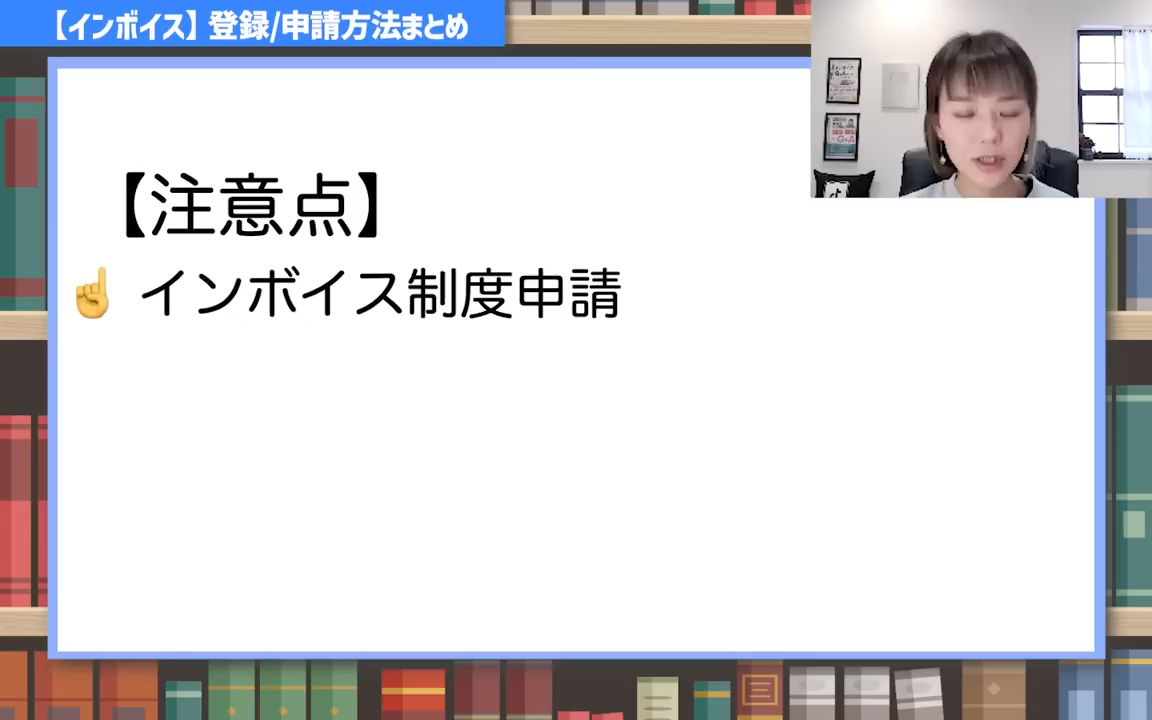 【インボイス】登録/申請方法まとめ
【注意点】
☝ インボイス制度申請